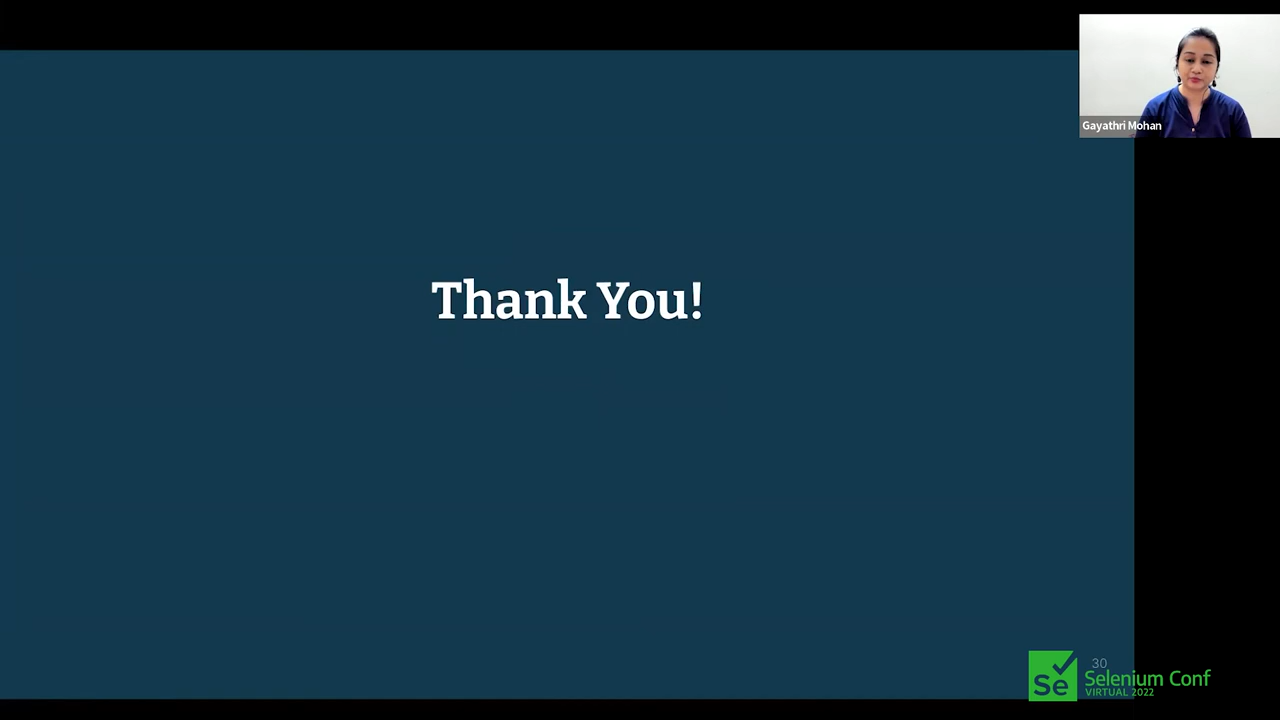 Gayathri Mohan
Thank You!
30
Se
Selenium Conf
VIRTUAL 2022